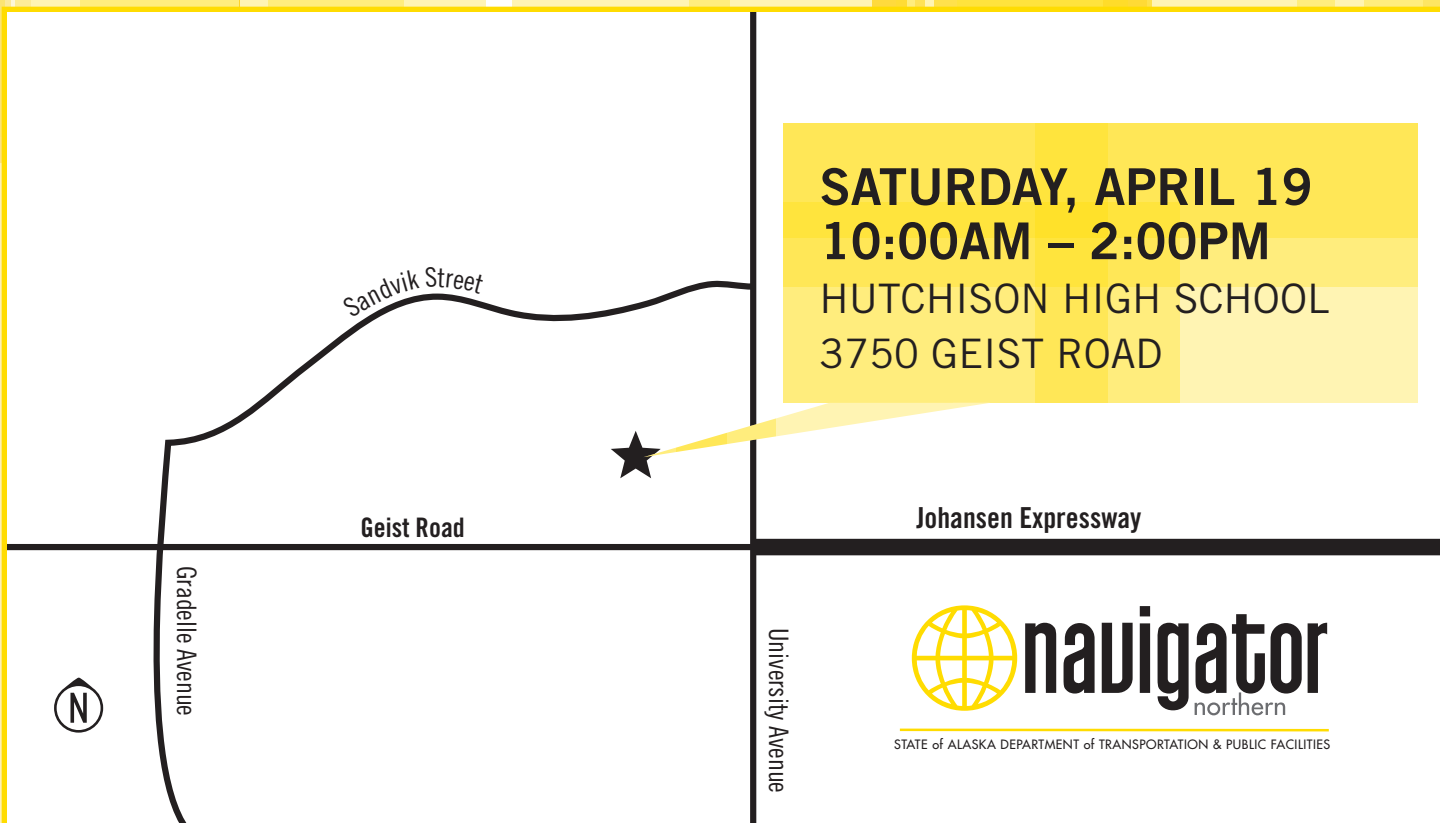 SATURDAY, APRIL 19
10:00AM – 2:00PM
HUTCHISON HIGH SCHOOL
3750 GEIST ROAD
Sandvik Street
Geist Road
Johansen Expressway
Gradelle Avenue
University Avenue
N
navigator
northern
STATE of ALASKA DEPARTMENT of TRANSPORTATION & PUBLIC FACILITIES